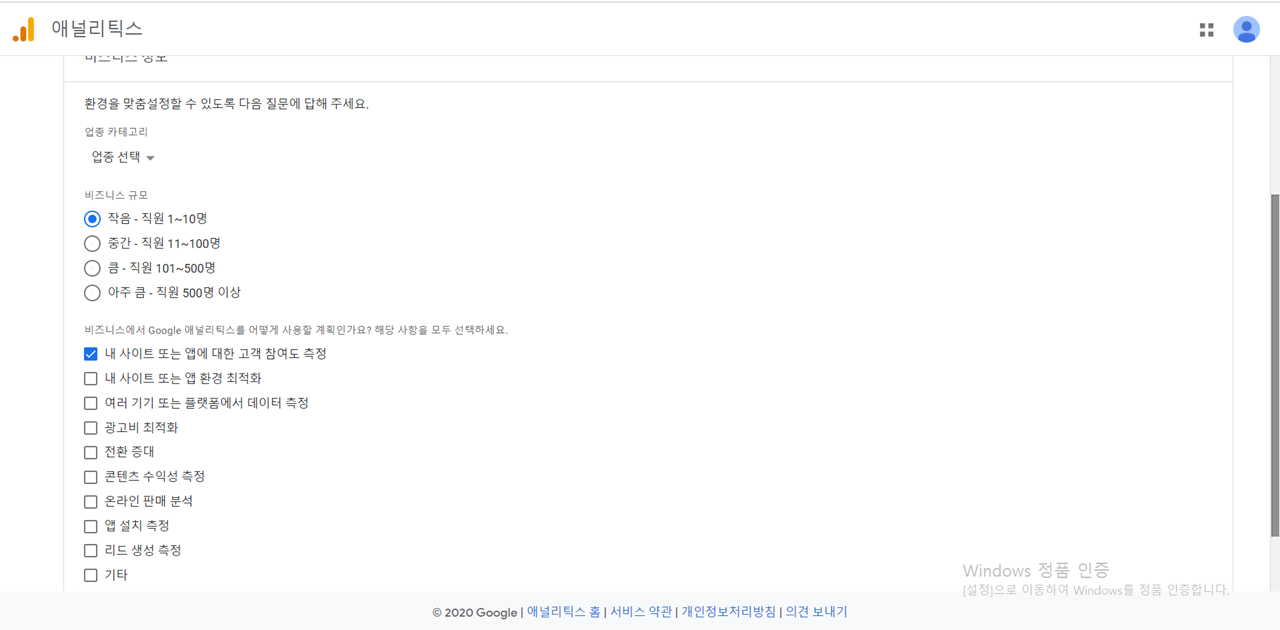 애널리틱스
비즈니스 정보
환경을 맞춤설정할 수 있도록 다음 질문에 답해 주세요.
업종 카테고리
업종 선택
비즈니스 규모
작음 - 직원 1~10명
중간 - 직원 11~100명
큼 - 직원 101~500명
아주 큼 - 직원 500명 이상
비즈니스에서 Google 애널리틱스를 어떻게 사용할 계획인가요? 해당 사항을 모두 선택하세요.
내 사이트 또는 앱에 대한 고객 참여도 측정
내 사이트 또는 앱 환경 최적화
여러 기기 또는 플랫폼에서 데이터 측정
광고비 최적화
전환 증대
콘텐츠 수익성 측정
온라인 판매 분석
앱 설치 측정
리드 생성 측정
기타
Windows 정품 인증
[설정]으로 이동하여 Windows를 정품 인증합니다.
© 2020 Google | 애널리틱스 홈 | 서비스 약관 | 개인정보처리방침 | 의견 보내기